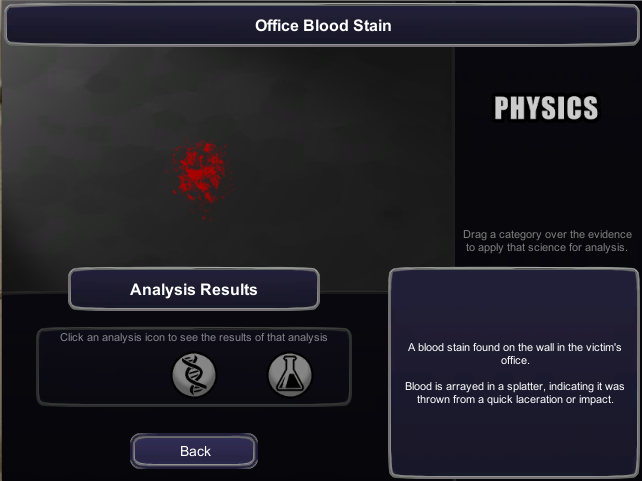 Office Blood Stain
PHYSICS
Drag a category over the evidence
to apply that science for analysis.
Analysis Results
Click an analysis icon to see the results of that analysis
A blood stain found on the wall in the victim's
office.
Blood is arrayed in a splatter, indicating it was
thrown from a quick laceration or impact.
Back